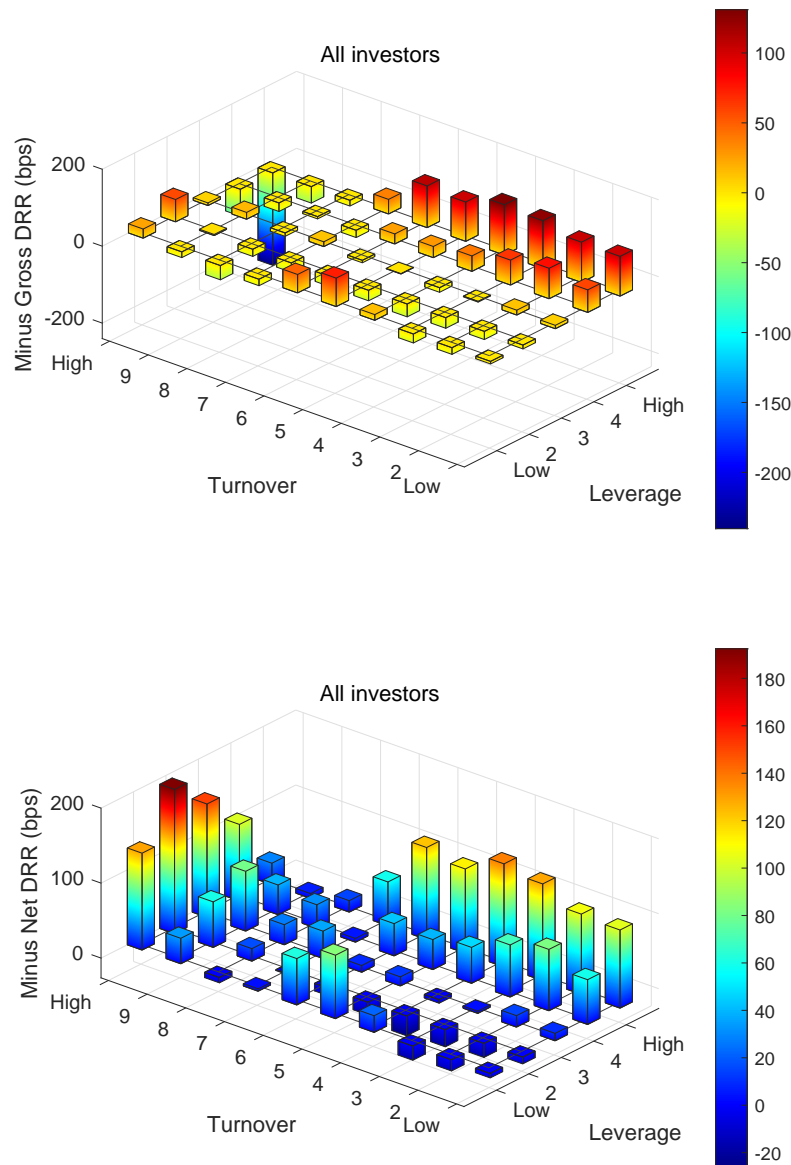 All investors
Minus Gross DRR (bps)
200
0
-200
High
9
8
7
6
5
4
3
2
Low
Turnover
Low
2
3
4
High
Leverage
100
50
0
-50
-100
-150
-200
All investors
Minus Net DRR (bps)
200
100
0
High
9
8
7
6
5
4
3
2
Low
Turnover
Low
2
3
4
High
Leverage
180
160
140
120
100
80
60
40
20
0
-20